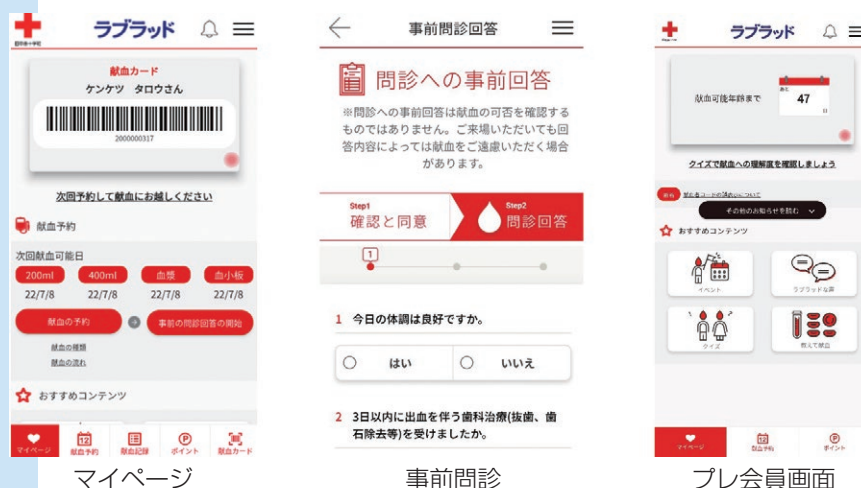 ラブラッド
献血カード
ケンケツ タロウさん
2000000317
次回予約して献血にお越しください
献血予約
次回献血可能日
200ml 400ml 血漿 血小板
22/7/8 22/7/8 22/7/8 22/7/8
献血の予約 事前の問診回答の開始
献血の種類
献血の流れ
おすすめコンテンツ
マイページ 献血予約 献血記録 ポイント 献血カード
マイページ
事前問診回答
問診への事前回答
※問診への事前回答は献血の可否を確認する
ものではありません。ご来場いただいても回
答内容によっては献血をご遠慮いただく場合
があります。
Step1 Step2
確認と同意 問診回答
1
1 今日の体調は良好ですか。
はい いいえ
2 3日以内に出血を伴う歯科治療(抜歯、歯
石除去等)を受けましたか。
事前問診
ラブラッド
献血可能年齢まで 47
クイズで献血への理解度を確認しましょう
その他のお知らせを読む
おすすめコンテンツ
イベント ラブラッドな声
クイズ 教えて献血
マイページ 献血予約 ポイント
プレ会員画面